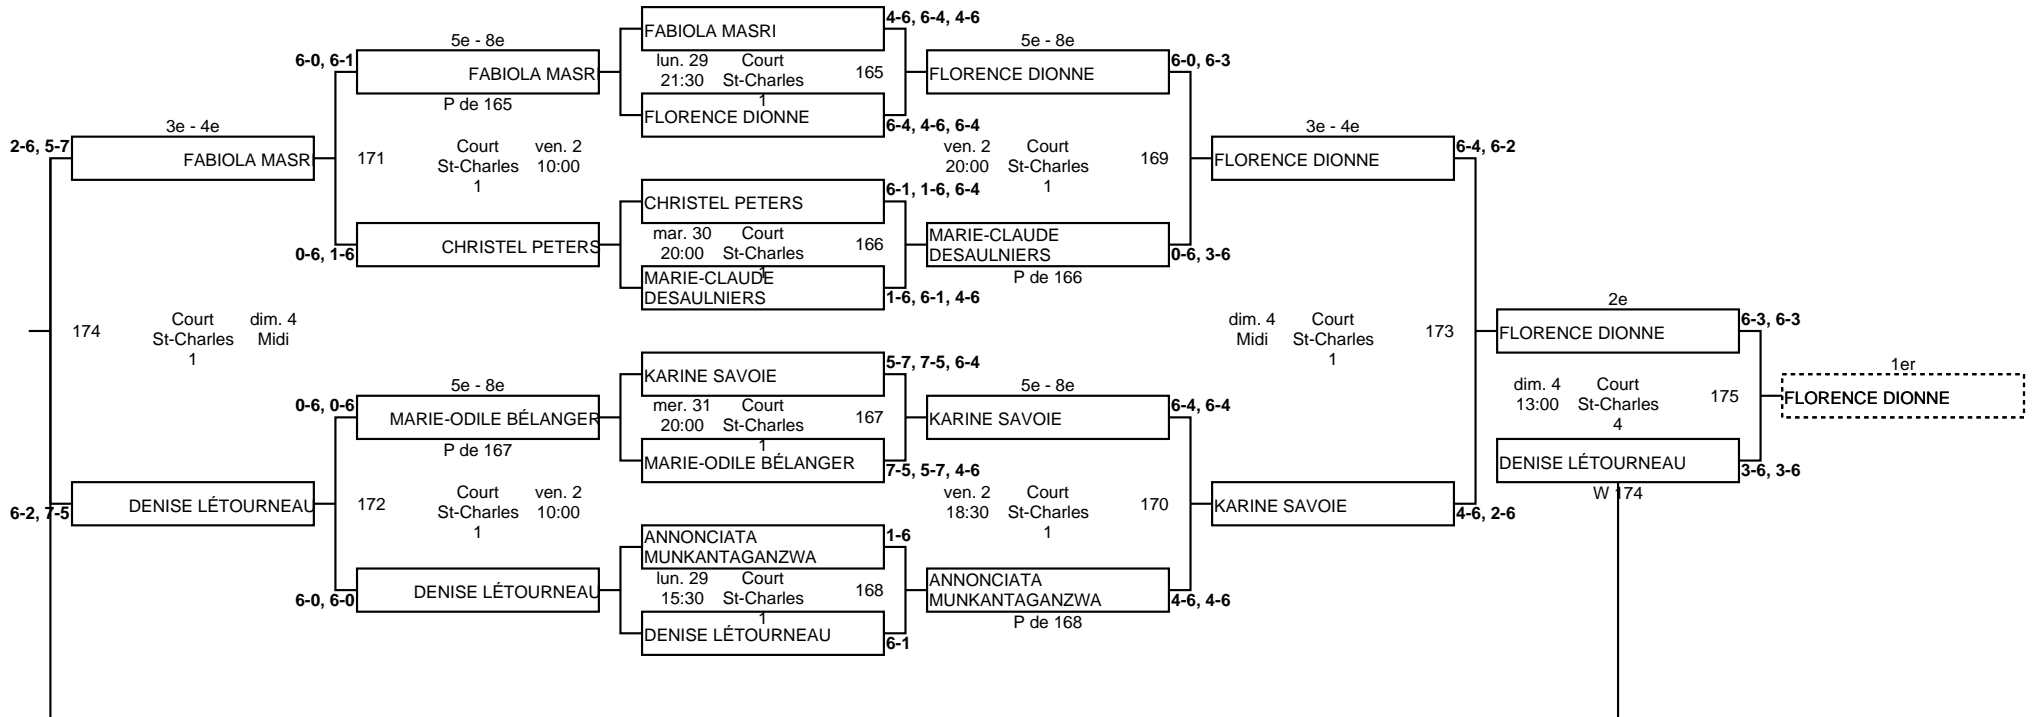 4-6, 6-4, 4-6
FABIOLA MASRI
5e - 8e
5e - 8e
6-0, 6-1
lun. 29 Court
21:30 St-Charles
1
165
FABIOLA MASRI
FLORENCE DIONNE
6-0, 6-3
P de 165
FLORENCE DIONNE
6-4, 4-6, 6-4
3e - 4e
3e - 4e
2-6, 5-7
FABIOLA MASRI
171
Court ven. 2
St-Charles 10:00
1
ven. 2 Court
20:00 St-Charles
1
169
FLORENCE DIONNE
6-4, 6-2
CHRISTEL PETERS
6-1, 1-6, 6-4
0-6, 1-6
CHRISTEL PETERS
mar. 30 Court
20:00 St-Charles
1
166
MARIE-CLAUDE
DESAULNIERS
0-6, 3-6
P de 166
MARIE-CLAUDE
DESAULNIERS
1-6, 6-1, 4-6
174
Court dim. 4
St-Charles Midi
1
dim. 4 Court
Midi St-Charles
1
173
2e
FLORENCE DIONNE
6-3, 6-3
KARINE SAVOIE
5-7, 7-5, 6-4
5e - 8e
5e - 8e
0-6, 0-6
MARIE-ODILE BÉLANGER
P de 167
mer. 31 Court
20:00 St-Charles
1
167
KARINE SAVOIE
6-4, 6-4
MARIE-ODILE BÉLANGER
7-5, 5-7, 4-6
dim. 4 Court
13:00 St-Charles
4
175
1er
FLORENCE DIONNE
DENISE LÉTOURNEAU
3-6, 3-6
W 174
6-2, 7-5
DENISE LÉTOURNEAU
172
Court ven. 2
St-Charles 10:00
1
ven. 2 Court
18:30 St-Charles
1
170
KARINE SAVOIE
4-6, 2-6
ANNONCIATA
MUNKANTAGANZWA
1-6
6-0, 6-0
DENISE LÉTOURNEAU
lun. 29 Court
15:30 St-Charles
1
168
ANNONCIATA
MUNKANTAGANZWA
4-6, 4-6
P de 168
DENISE LÉTOURNEAU
6-1